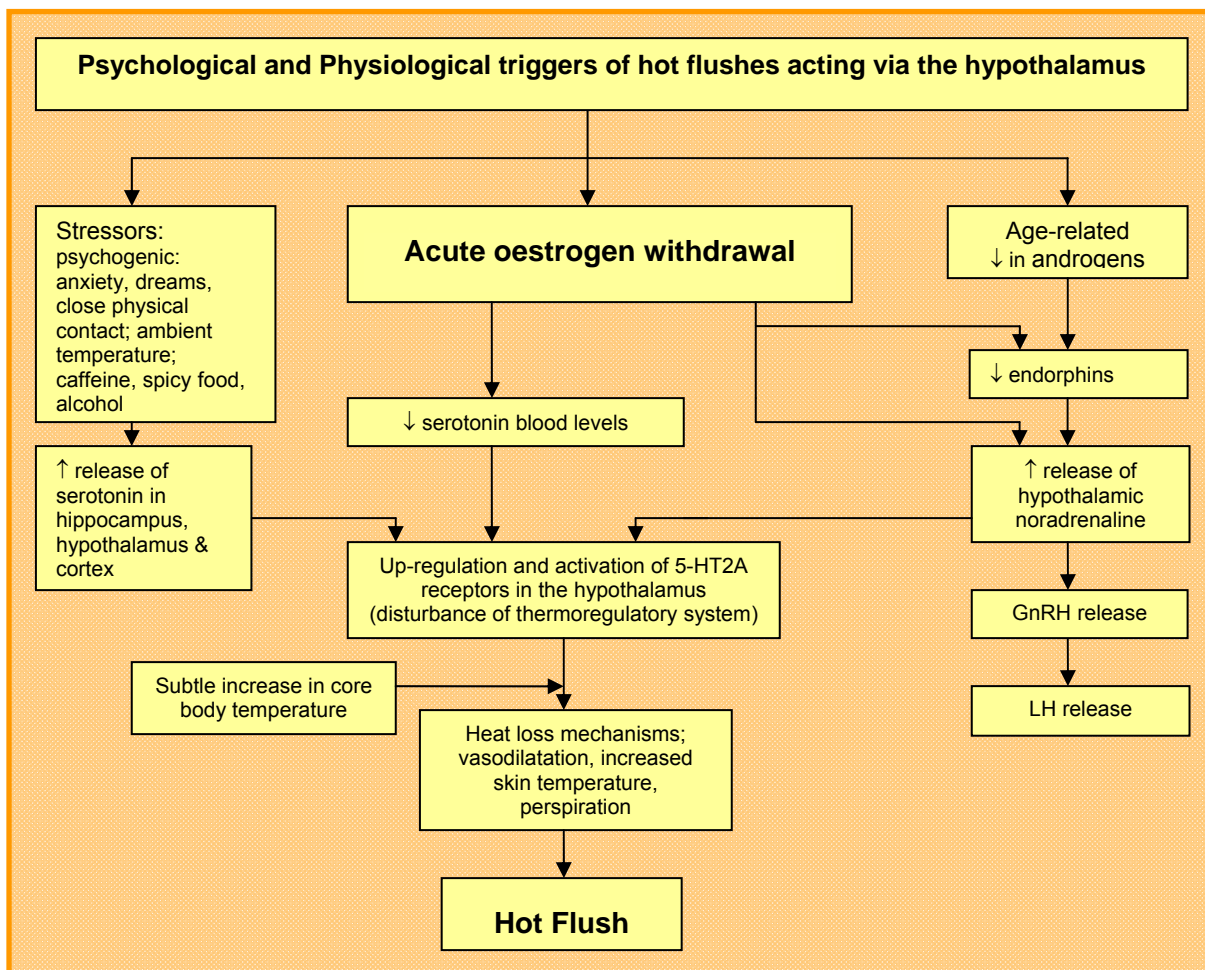 Psychological and Physiological triggers of hot flushes acting via the hypothalamus
Stressors:
psychogenic:
anxiety, dreams,
close physical
contact; ambient
temperature;
caffeine, spicy food,
alcohol
Acute oestrogen withdrawal
Age-related
↓ in androgens
↓ endorphins
↓ serotonin blood levels
↑ release of
serotonin in
hippocampus,
hypothalamus &
cortex
↑ release of
hypothalamic
noradrenaline
Up-regulation and activation of 5-HT2A
receptors in the hypothalamus
(disturbance of thermoregulatory system)
GnRH release
Subtle increase in core
body temperature
LH release
Heat loss mechanisms;
vasodilatation, increased
skin temperature,
perspiration
Hot Flush